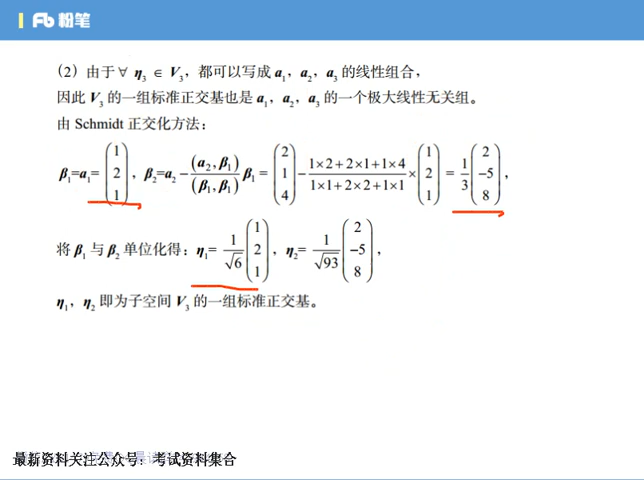 粉笔
(2) 由于∀ η₃ ∈ V₃，都可以写成 a₁，a₂，a₃ 的线性组合，
因此 V₃ 的一组标准正交基也是 a₁，a₂，a₃ 的一个极大线性无关组。
由 Schmidt 正交化方法：
β₁=a₁=(1 2 1)，β₂=a₂-(a₂,β₁)/(β₁,β₁) β₁=(2 1 4)-(1×2+2×1+1×4)/(1×1+2×2+1×1)×(1 2 1)=1/3(2 -5 8)，
将 β₁ 与 β₂ 单位化得：η₁=1/√6(1 2 1)，η₂=1/√93(2 -5 8)，
η₁，η₂ 即为子空间 V₃ 的一组标准正交基。
最新资料关注公众号：考试资料集合